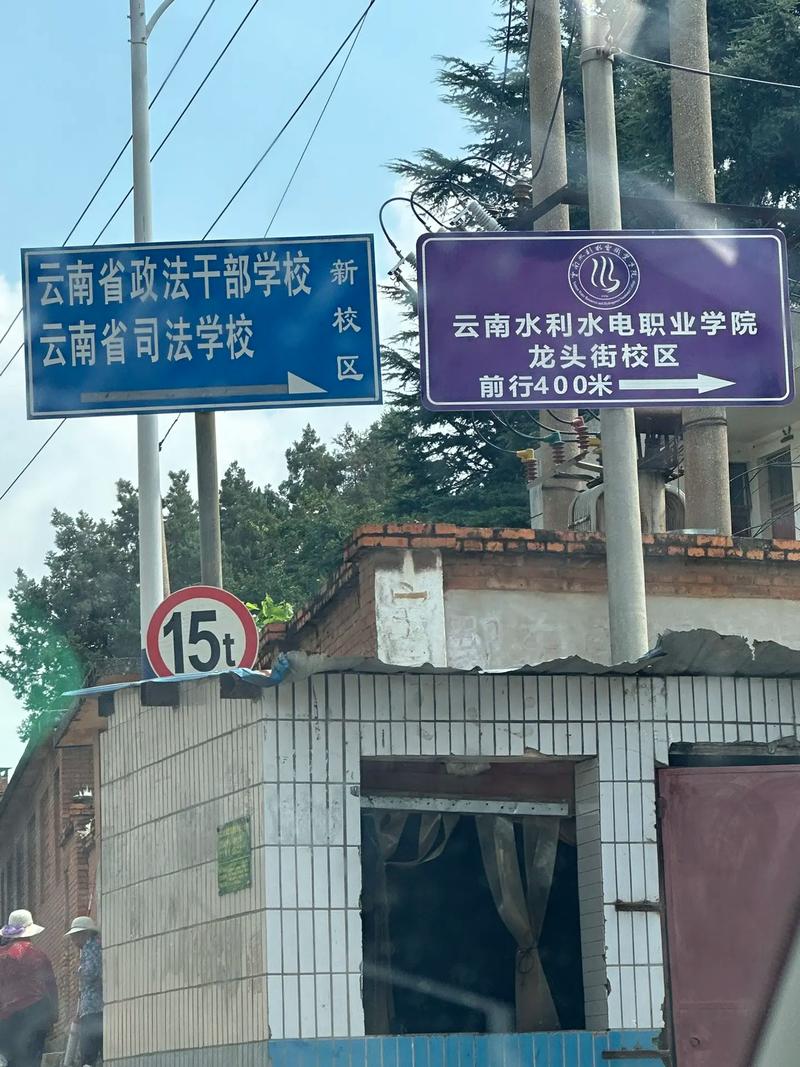 云南省政法干部学校
云南省司法学校
新校区
云南水利水电职业学院
龙头街校区
前行400米
15t